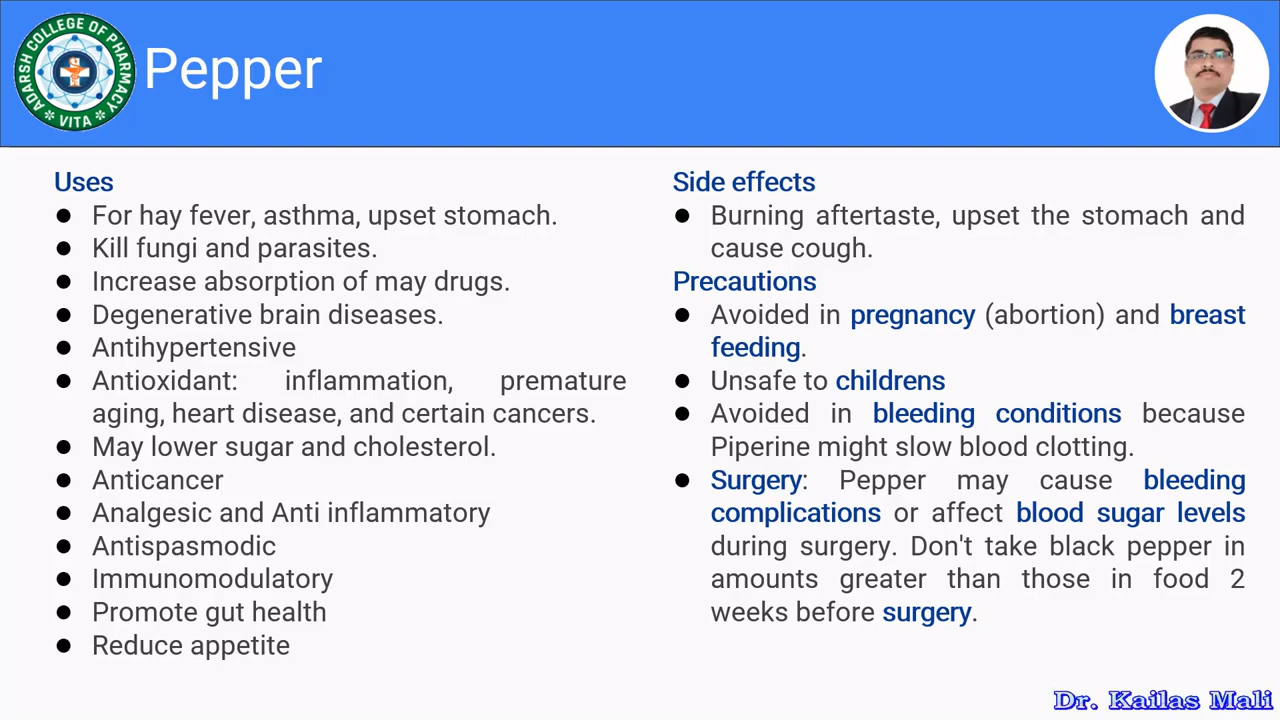 ADARSH COLLEGE OF PHARMACY
VITA
Pepper
Uses
● For hay fever, asthma, upset stomach.
● Kill fungi and parasites.
● Increase absorption of may drugs.
● Degenerative brain diseases.
● Antihypertensive
● Antioxidant: inflammation, premature
aging, heart disease, and certain cancers.
● May lower sugar and cholesterol.
● Anticancer
● Analgesic and Anti inflammatory
● Antispasmodic
● Immunomodulatory
● Promote gut health
● Reduce appetite
Side effects
● Burning aftertaste, upset the stomach and
cause cough.
Precautions
● Avoided in pregnancy (abortion) and breast
feeding.
● Unsafe to childrens
● Avoided in bleeding conditions because
Piperine might slow blood clotting.
● Surgery: Pepper may cause bleeding
complications or affect blood sugar levels
during surgery. Don't take black pepper in
amounts greater than those in food 2
weeks before surgery.
Dr. Kailas Mali